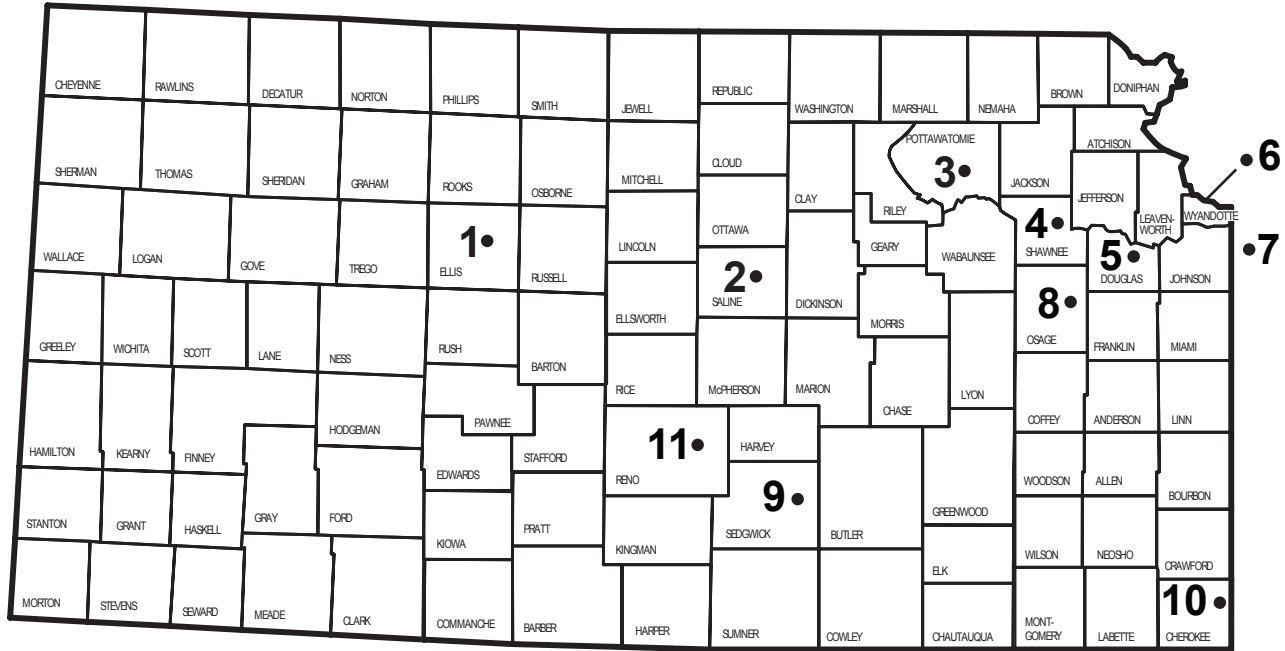 CHEYENNE
RAWLINS
DECATUR
NORTON
PHILLIPS
SMITH
JEWELL
REPUBLIC
WASHINGTON
MARSHALL
NEMAHA
BROWN
DONIPHAN
SHERMAN
THOMAS
SHERIDAN
GRAHAM
ROOKS
OSBORNE
MITCHELL
CLOUD
CLAY
RILEY
POTTAWATOMIE
3
JACKSON
ATCHISON
JEFFERSON
LEAVEN-
WORTH
WYANDOTTE
6
7
WALLACE
LOGAN
GOVE
TREGO
1
ELLIS
RUSSELL
LINCOLN
OTTAWA
2
SALINE
DICKINSON
GEARY
WABAUNSEE
4
SHAWNEE
5
DOUGLAS
JOHNSON
GREELEY
WICHITA
SCOTT
LANE
NESS
RUSH
BARTON
ELLSWORTH
RICE
McPHERSON
MARION
MORRIS
CHASE
LYON
8
OSAGE
FRANKLIN
MIAMI
HAMILTON
KEARNY
FINNEY
HODGEMAN
PAWNEE
EDWARDS
STAFFORD
11
RENO
HARVEY
9
SEDGWICK
BUTLER
GREENWOOD
COFFEY
ANDERSON
LINN
WOODSON
ALLEN
BOURBON
STANTON
GRANT
HASKELL
GRAY
FORD
KIOWA
PRATT
KINGMAN
ELK
WILSON
NEOSHO
CRAWFORD
MORTON
STEVENS
SEWARD
MEADE
CLARK
COMMANCHE
BARBER
HARPER
SUMNER
COWLEY
CHAUTAUQUA
MONT-
GOMERY
LABETTE
10
CHEROKEE